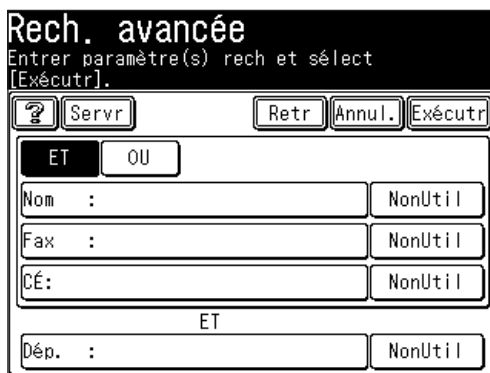 Rech. avancée
Entrer paramètre(s) rech et sélect
[Exécutr].
? Servr Retr Annul. Exécutr
ET OU
Nom : NonUtil
Fax : NonUtil
CÉ: NonUtil
ET
Dép. : NonUtil